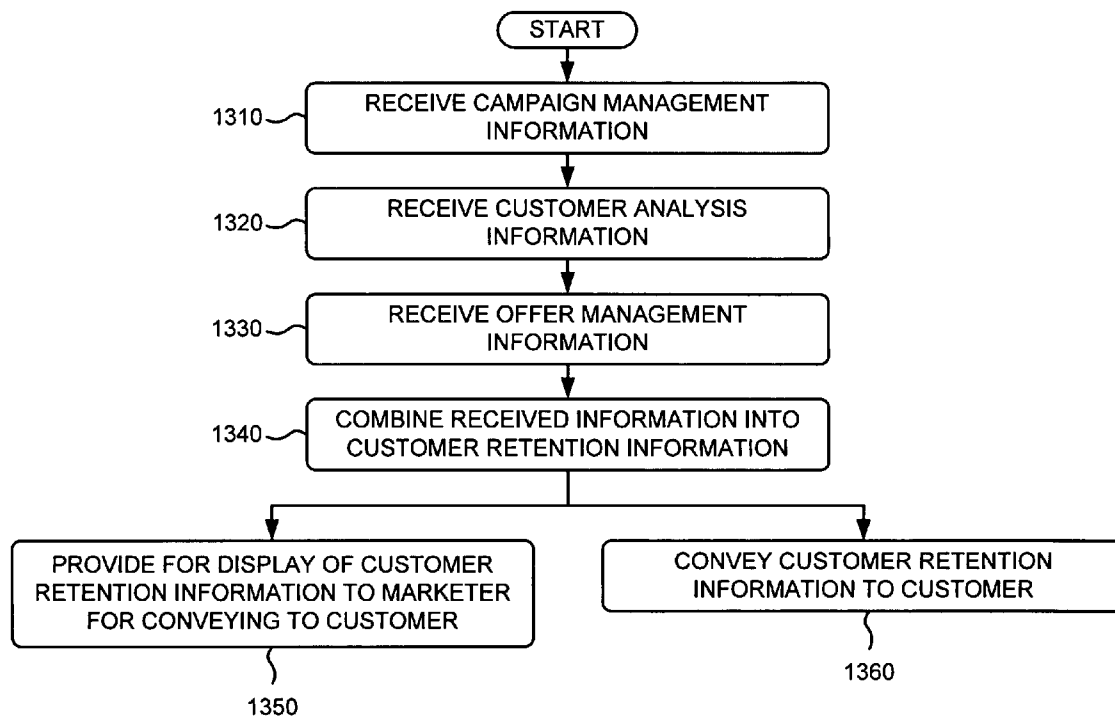 START
1310
RECEIVE CAMPAIGN MANAGEMENT
INFORMATION
1320
RECEIVE CUSTOMER ANALYSIS
INFORMATION
1330
RECEIVE OFFER MANAGEMENT
INFORMATION
1340
COMBINE RECEIVED INFORMATION INTO
CUSTOMER RETENTION INFORMATION
PROVIDE FOR DISPLAY OF CUSTOMER
RETENTION INFORMATION TO MARKETER
FOR CONVEYING TO CUSTOMER
1350
CONVEY CUSTOMER RETENTION
INFORMATION TO CUSTOMER
1360